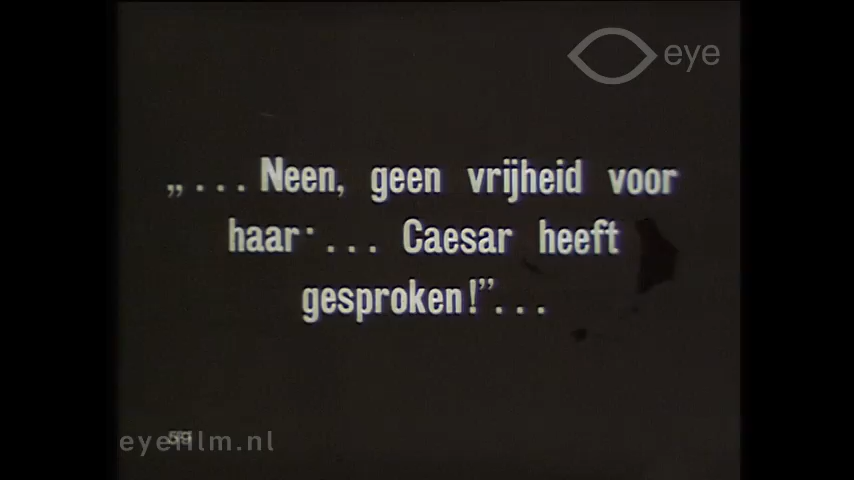 eye
„... Neen, geen vrijheid voor
haar ... Caesar heeft
gesproken!”...
eyefilm.nl